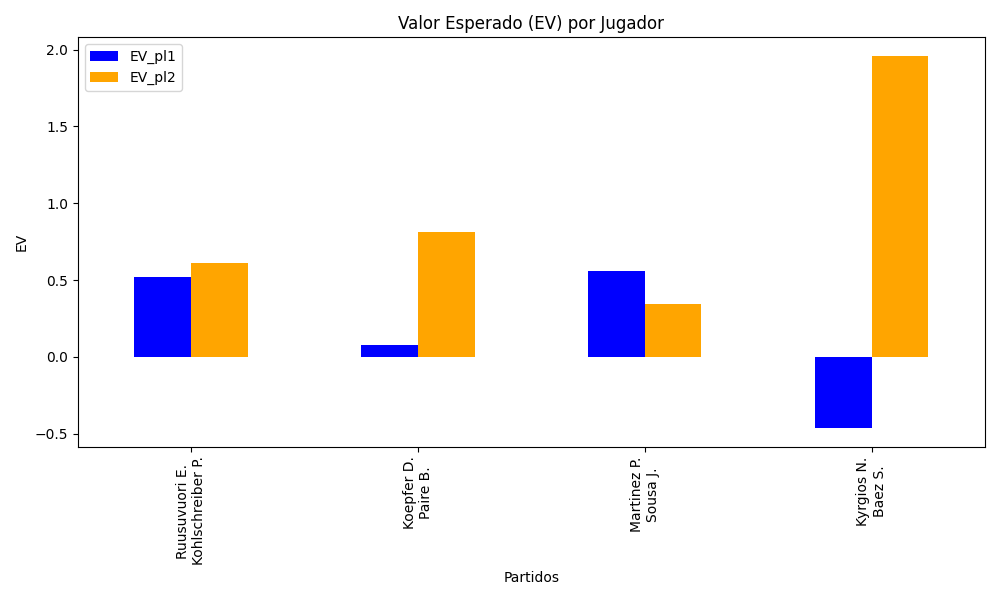 Valor Esperado (EV) por Jugador
EV_pl1
EV_pl2
EV
2.0
1.5
1.0
0.5
0.0
−0.5
Ruusuvuori E.
Kohlschreiber P.
Koepfer D.
Paire B.
Martinez P.
Sousa J.
Kyrgios N.
Baez S.
Partidos